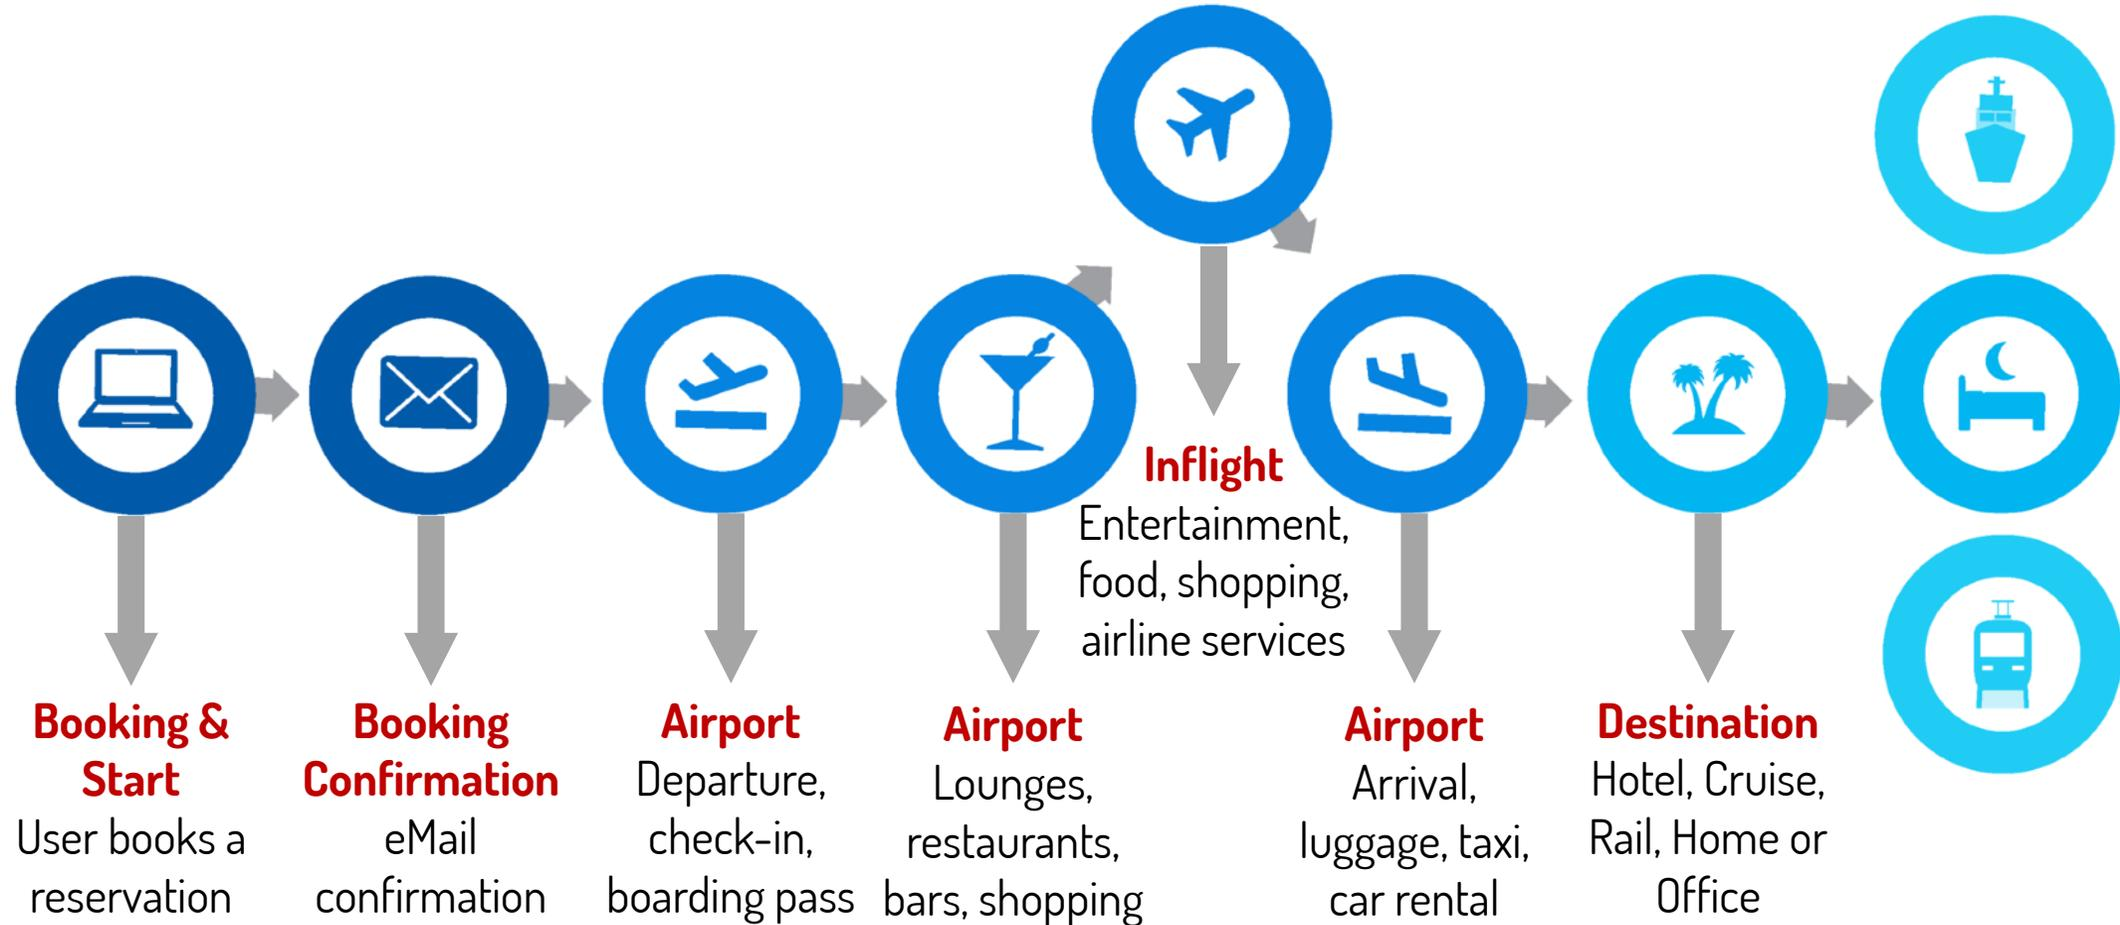 Booking &
Start
User books a
reservation
Booking
Confirmation
eMail
confirmation
Airport
Departure,
check-in,
boarding pass
Airport
Lounges,
restaurants,
bars, shopping
Inflight
Entertainment,
food, shopping,
airline services
Airport
Arrival,
luggage, taxi,
car rental
Destination
Hotel, Cruise,
Rail, Home or
Office